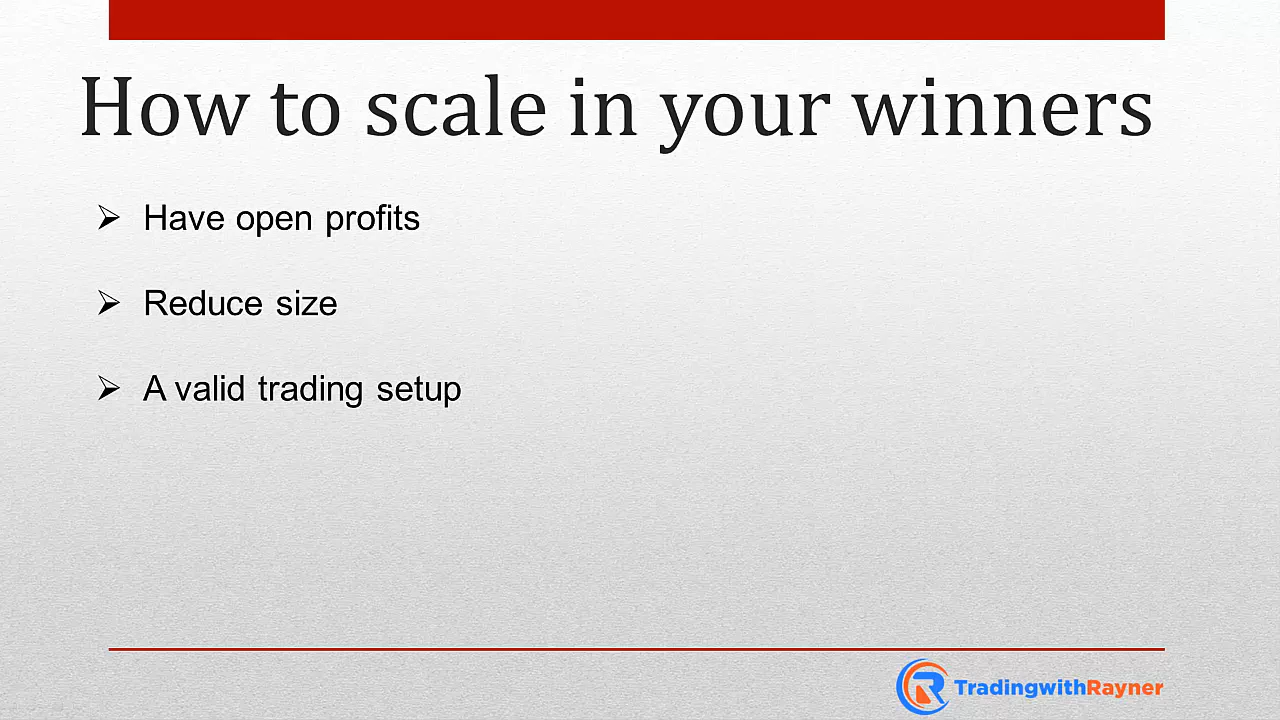 How to scale in your winners
Have open profits
Reduce size
A valid trading setup
TradingwithRayner